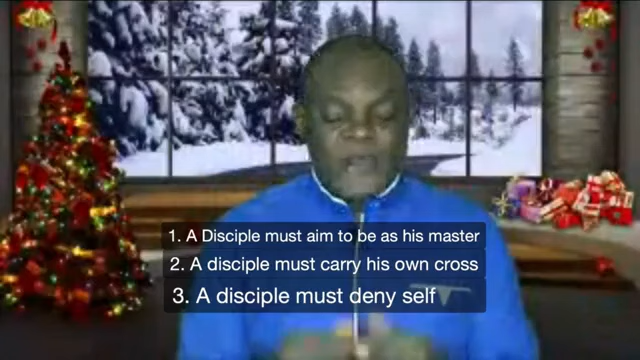 1. A Disciple must aim to be as his master
2. A disciple must carry his own cross
3. A disciple must deny self